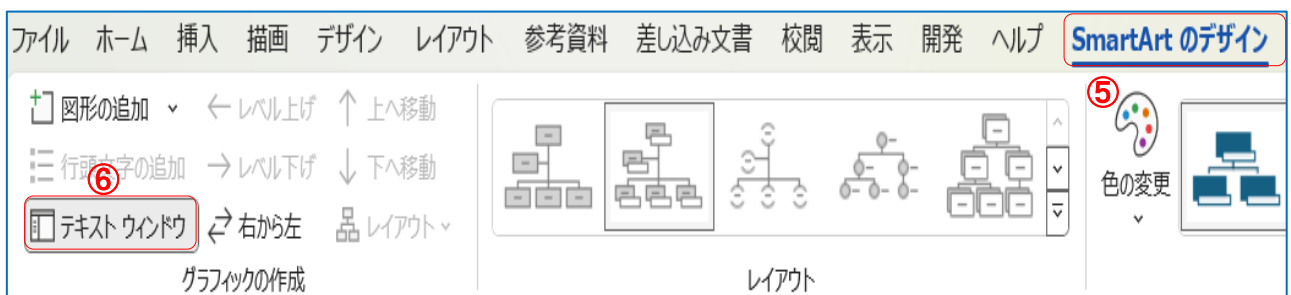 ファイル ホーム 挿入 描画 デザイン レイアウト 参考資料 差し込み文書 校閲 表示 開発 ヘルプ SmartArt のデザイン
図形の追加 レベル上げ 上へ移動
行頭文字の追加 レベル下げ 下へ移動
⑥
テキスト ウィンドウ 右から左 レイアウト
グラフィックの作成
レイアウト
⑤
色の変更